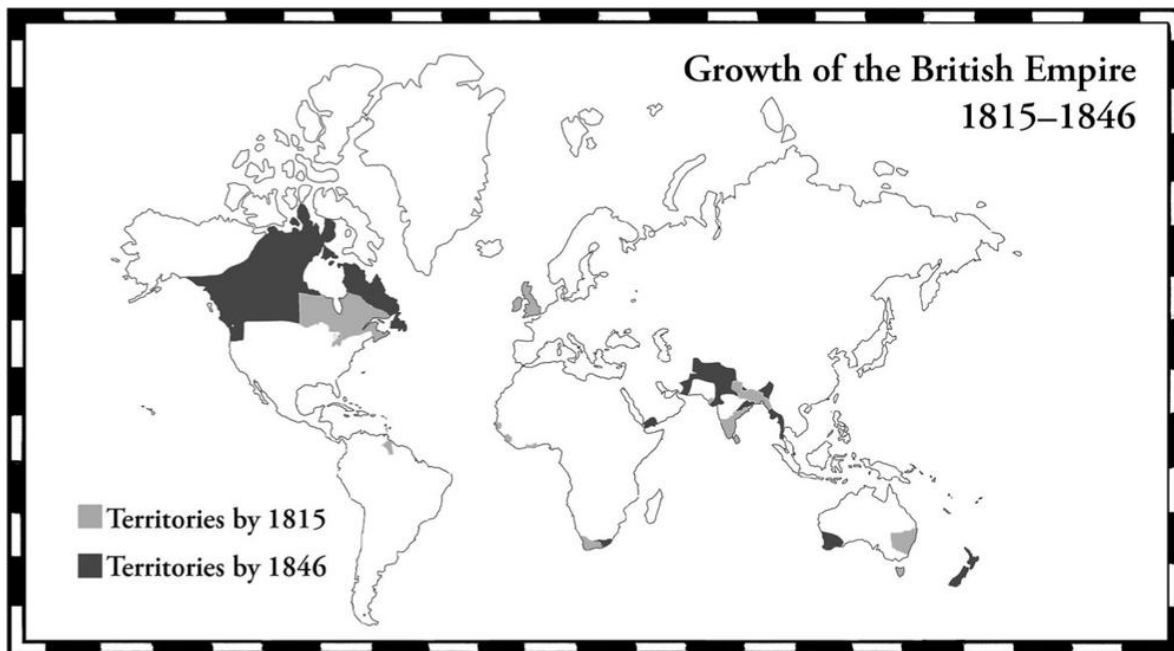 Growth of the British Empire
1815–1846
Territories by 1815
Territories by 1846